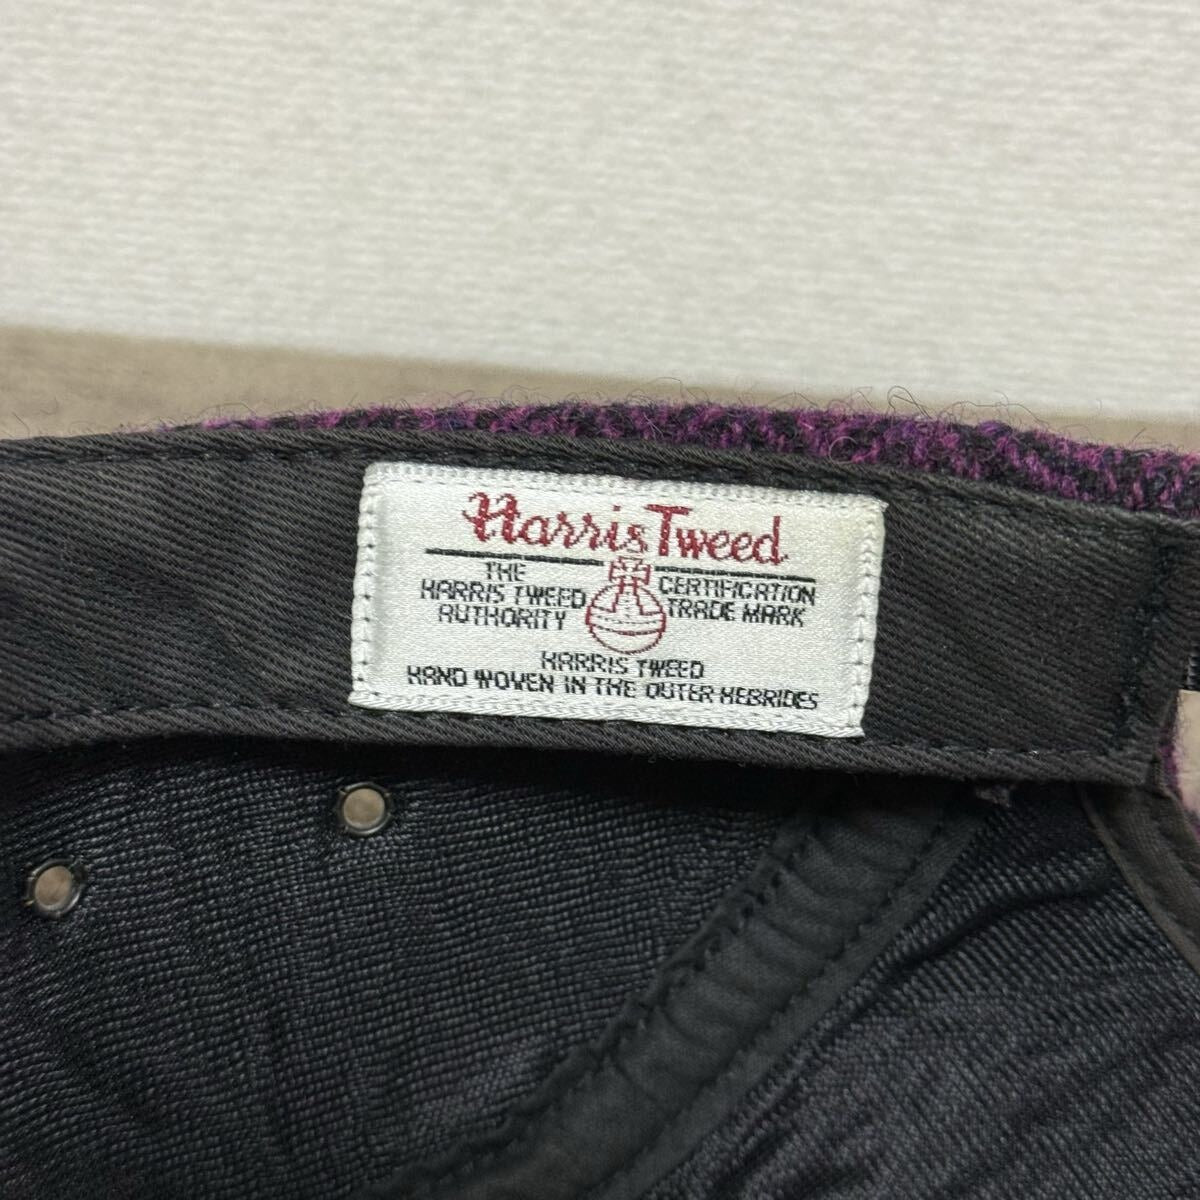 Harris Tweed
THE
HARRIS TWEED
AUTHORITY
CERTIFICATION
TRADE MARK
HARRIS TWEED
HAND WOVEN IN THE OUTER HEBRIDES